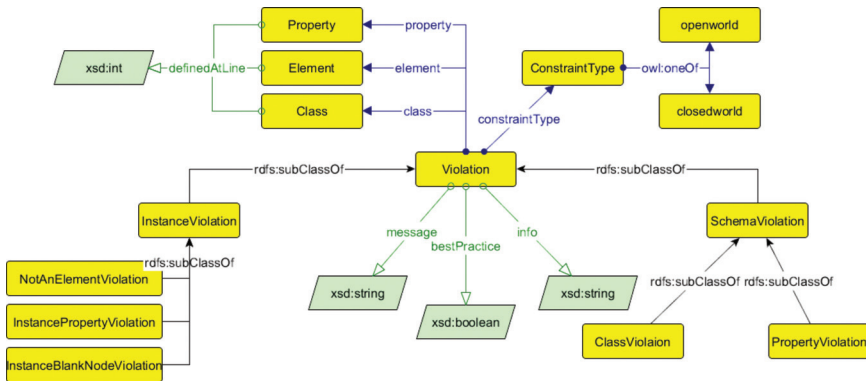 Property
property
openworld
xsd:int
definedAtLine
Element
element
ConstraintType
owl:oneOf
Class
class
closedworld
constraintType
rdfs:subClassOf
Violation
rdfs:subClassOf
InstanceViolation
SchemaViolation
message
info
bestPractice
rdfs:subClassOf
NotAnElementViolation
rdfs:subClassOf
rdfs:subClassOf
xsd:string
xsd:string
InstancePropertyViolation
xsd:boolean
ClassViolaion
PropertyViolation
InstanceBlankNodeViolation